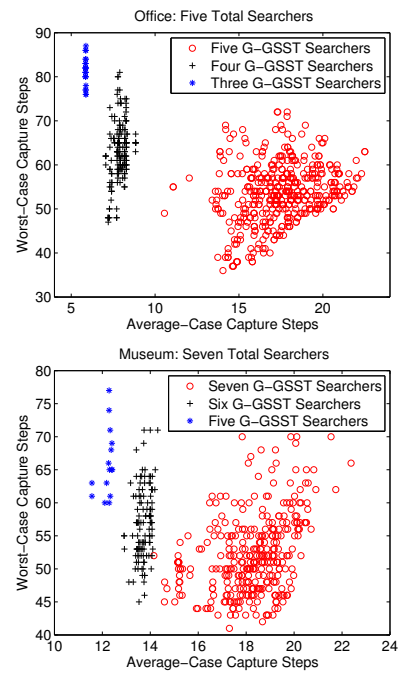 Office: Five Total Searchers
90
80
70
60
50
40
30
Worst-Case Capture Steps
Five G-GSST Searchers
Four G-GSST Searchers
Three G-GSST Searchers
5 10 15 20
Average-Case Capture Steps
Museum: Seven Total Searchers
80
75
70
65
60
55
50
45
40
Worst-Case Capture Steps
Seven G-GSST Searchers
Six G-GSST Searchers
Five G-GSST Searchers
10 12 14 16 18 20 22 24
Average-Case Capture Steps